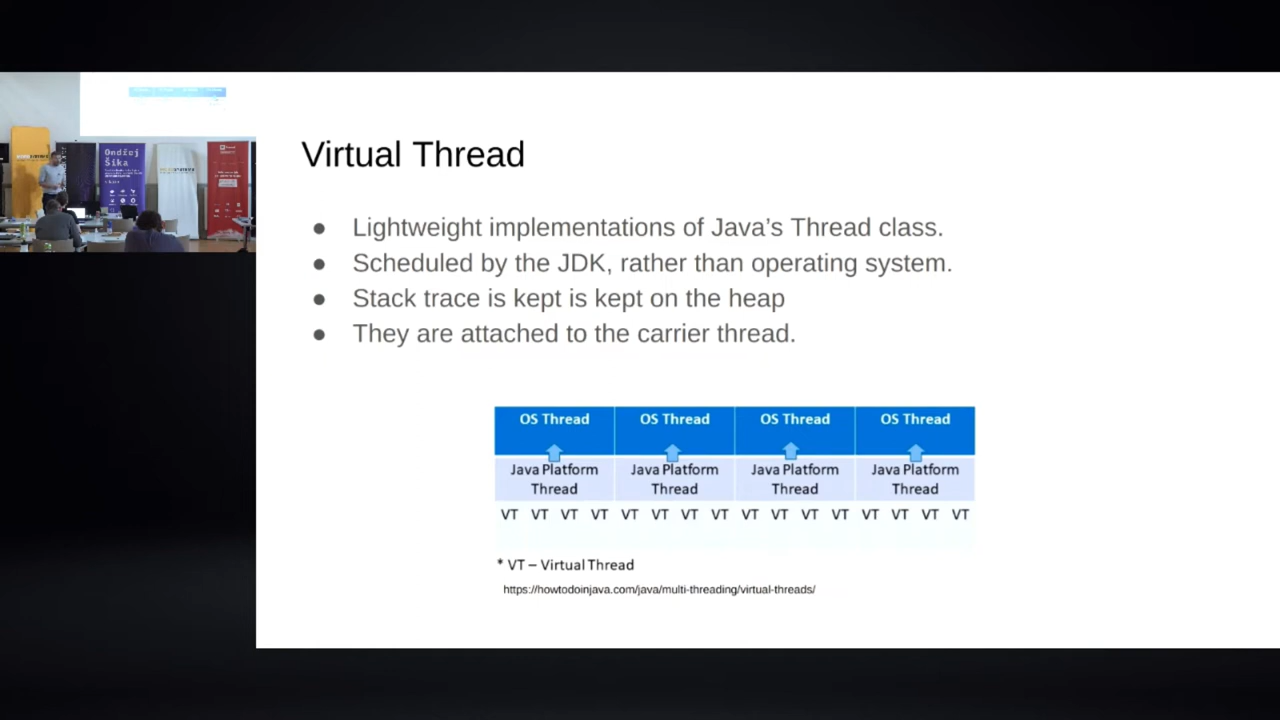 Ondřej
Šika
Virtual Thread
● Lightweight implementations of Java’s Thread class.
● Scheduled by the JDK, rather than operating system.
● Stack trace is kept is kept on the heap
● They are attached to the carrier thread.
OS Thread OS Thread OS Thread OS Thread
Java Platform Java Platform Java Platform Java Platform
Thread Thread Thread Thread
VT VT VT VT VT VT VT VT VT VT VT VT VT VT VT VT
* VT – Virtual Thread
https://howtodoinjava.com/java/multi-threading/virtual-threads/